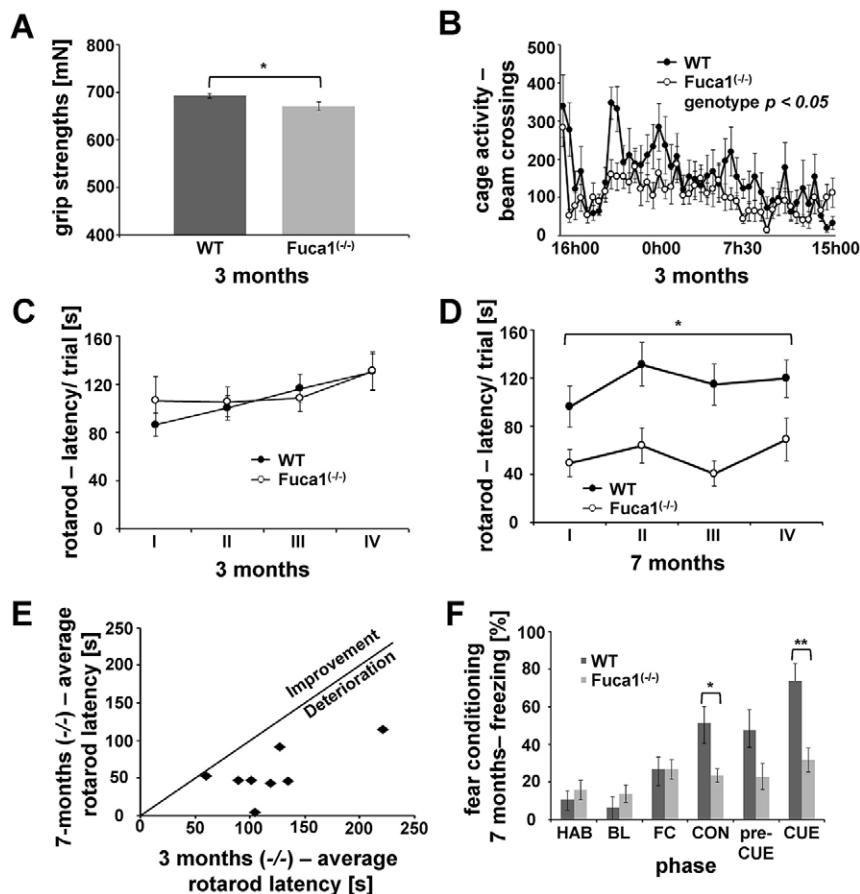 A
grip strengths [mN]
800
700
600
500
400
*
WT
Fuca1(-/-)
3 months
B
cage activity –
beam crossings
500
400
300
200
100
0
WT
Fuca1(-/-)
genotype p < 0.05
16h00
0h00
7h30
15h00
3 months
C
rotarod – latency/ trial [s]
160
120
80
40
0
WT
Fuca1(-/-)
I
II
III
IV
3 months
D
rotarod – latency/trial [s]
160
120
80
40
0
*
WT
Fuca1(-/-)
I
II
III
IV
7 months
E
7-months (-/-) – average
rotarod latency [s]
250
200
150
100
50
0
Improvement
Deterioration
0
50
100
150
200
250
3 months (-/-) – average
rotarod latency [s]
F
fear conditioning
7 months– freezing [%]
100
80
60
40
20
0
WT
Fuca1(-/-)
*
**
HAB
BL
FC
CON
pre-
CUE
CUE
phase